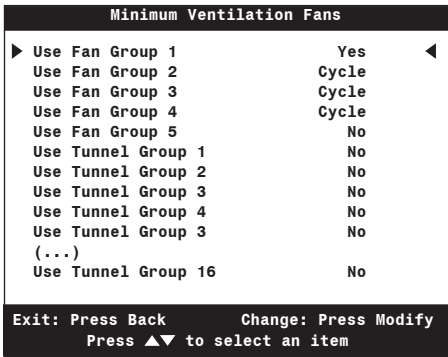 Minimum Ventilation Fans
Use Fan Group 1 Yes
Use Fan Group 2 Cycle
Use Fan Group 3 Cycle
Use Fan Group 4 Cycle
Use Fan Group 5 No
Use Tunnel Group 1 No
Use Tunnel Group 2 No
Use Tunnel Group 3 No
Use Tunnel Group 4 No
Use Tunnel Group 3 No
(...)
Use Tunnel Group 16 No
Exit: Press Back Change: Press Modify
Press ▲▼ to select an item